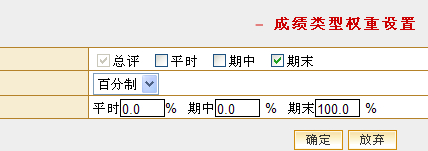 – 成绩类型权重设置
总评 平时 期中 期末
百分制
平时 0.0 % 期中 0.0 % 期末 100.0 %
确定 放弃